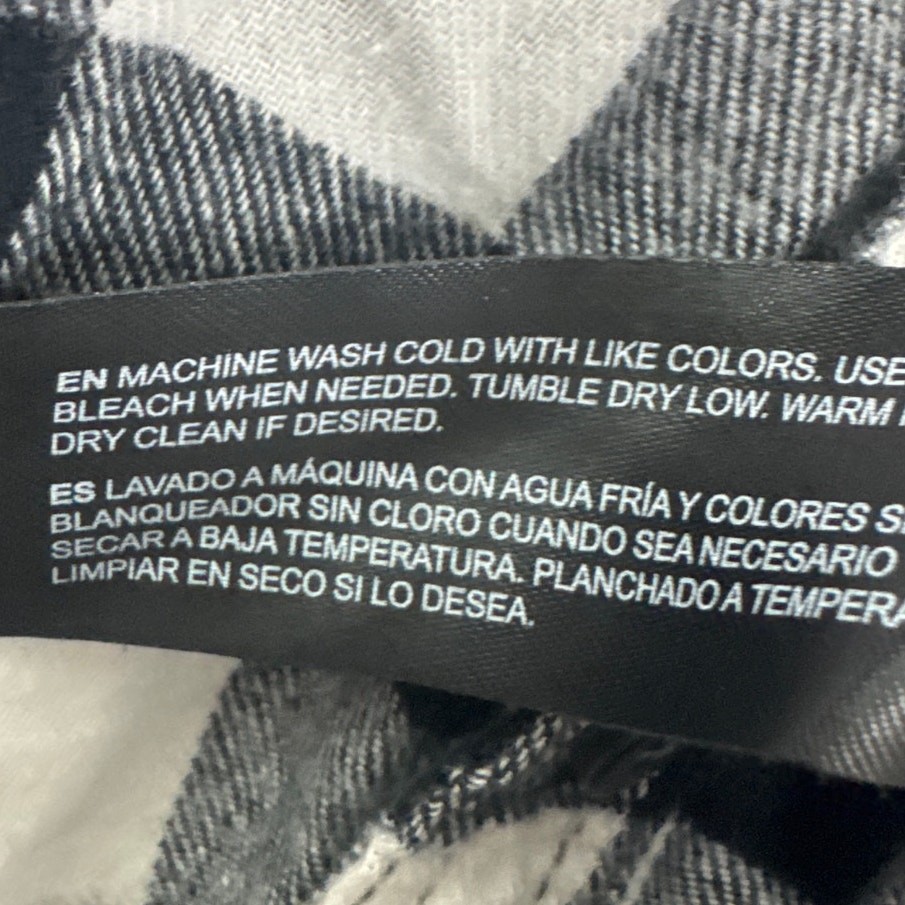 EN MACHINE WASH COLD WITH LIKE COLORS. USE
BLEACH WHEN NEEDED. TUMBLE DRY LOW. WARM
DRY CLEAN IF DESIRED.
ES LAVADO A MÁQUINA CON AGUA FRÍA Y COLORES
BLANQUEADOR SIN CLORO CUANDO SEA NECESARIO
SECAR A BAJA TEMPERATURA. PLANCHADO A TEMPERA
LIMPIAR EN SECO SI LO DESEA.